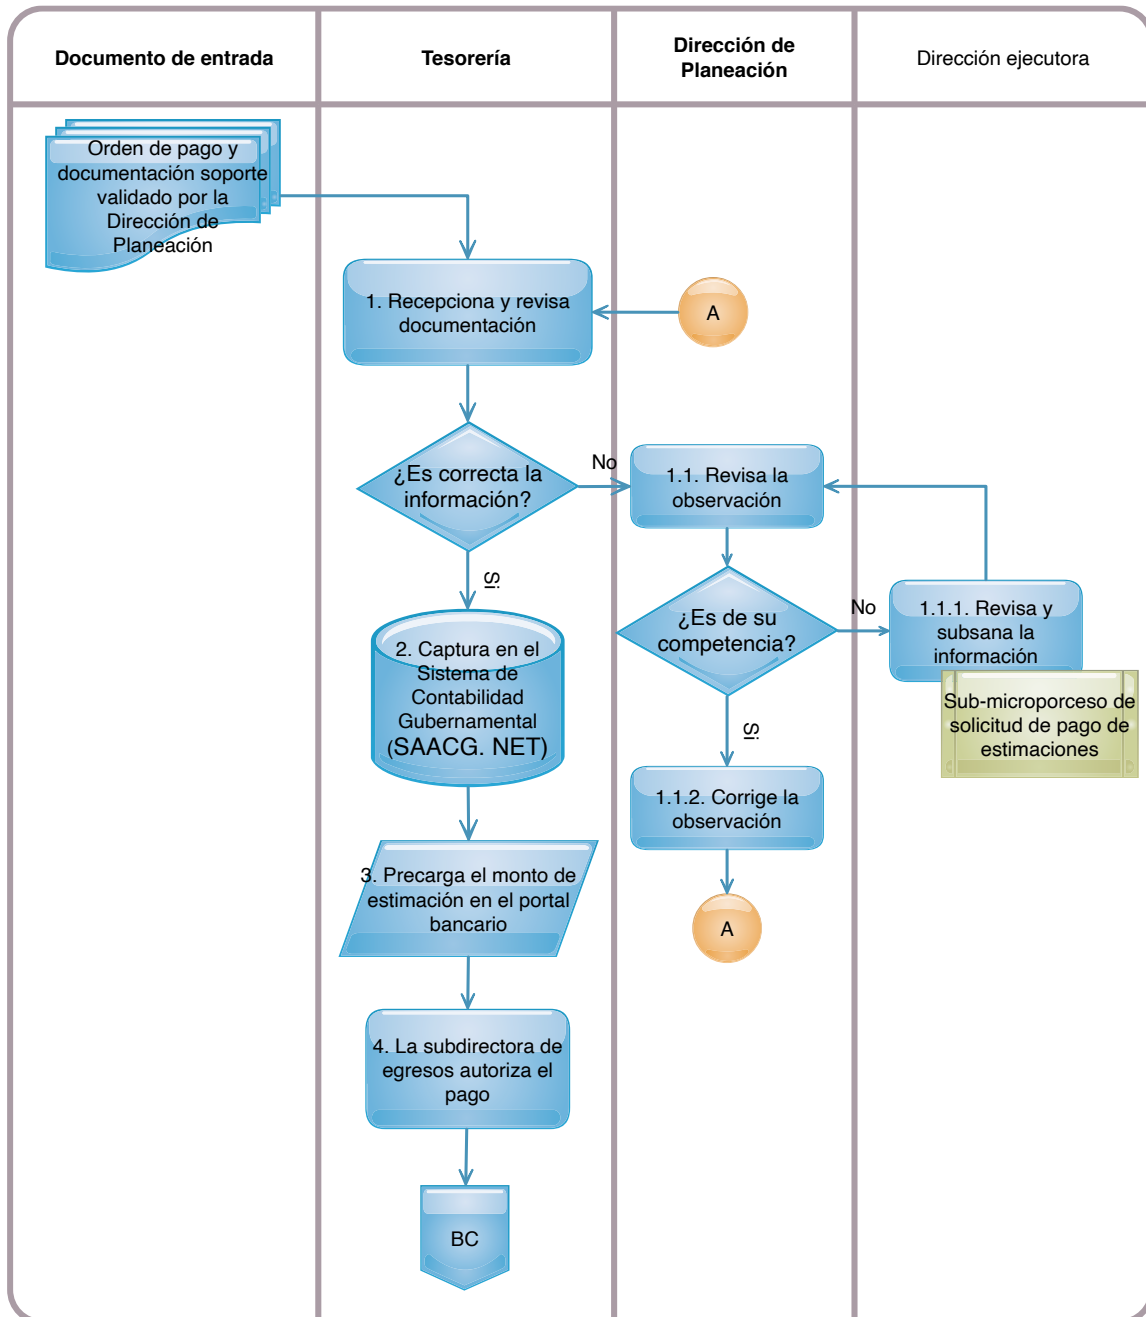 Documento de entrada
Tesorería
Dirección de
Planeación
Dirección ejecutora
Orden de pago y
documentación soporte
validado por la
Dirección de
Planeación
1. Recepciona y revisa
documentación
A
¿Es correcta la
información?
No
1.1. Revisa la
observación
Si
¿Es de su
competencia?
No
1.1.1. Revisa y
subsana la
información
Sub-microporceso de
solicitud de pago de
estimaciones
2. Captura en el
Sistema de
Contabilidad
Gubernamental
(SAACG. NET)
Si
1.1.2. Corrige la
observación
3. Precarga el monto de
estimación en el portal
bancario
A
4. La subdirectora de
egresos autoriza el
pago
BC